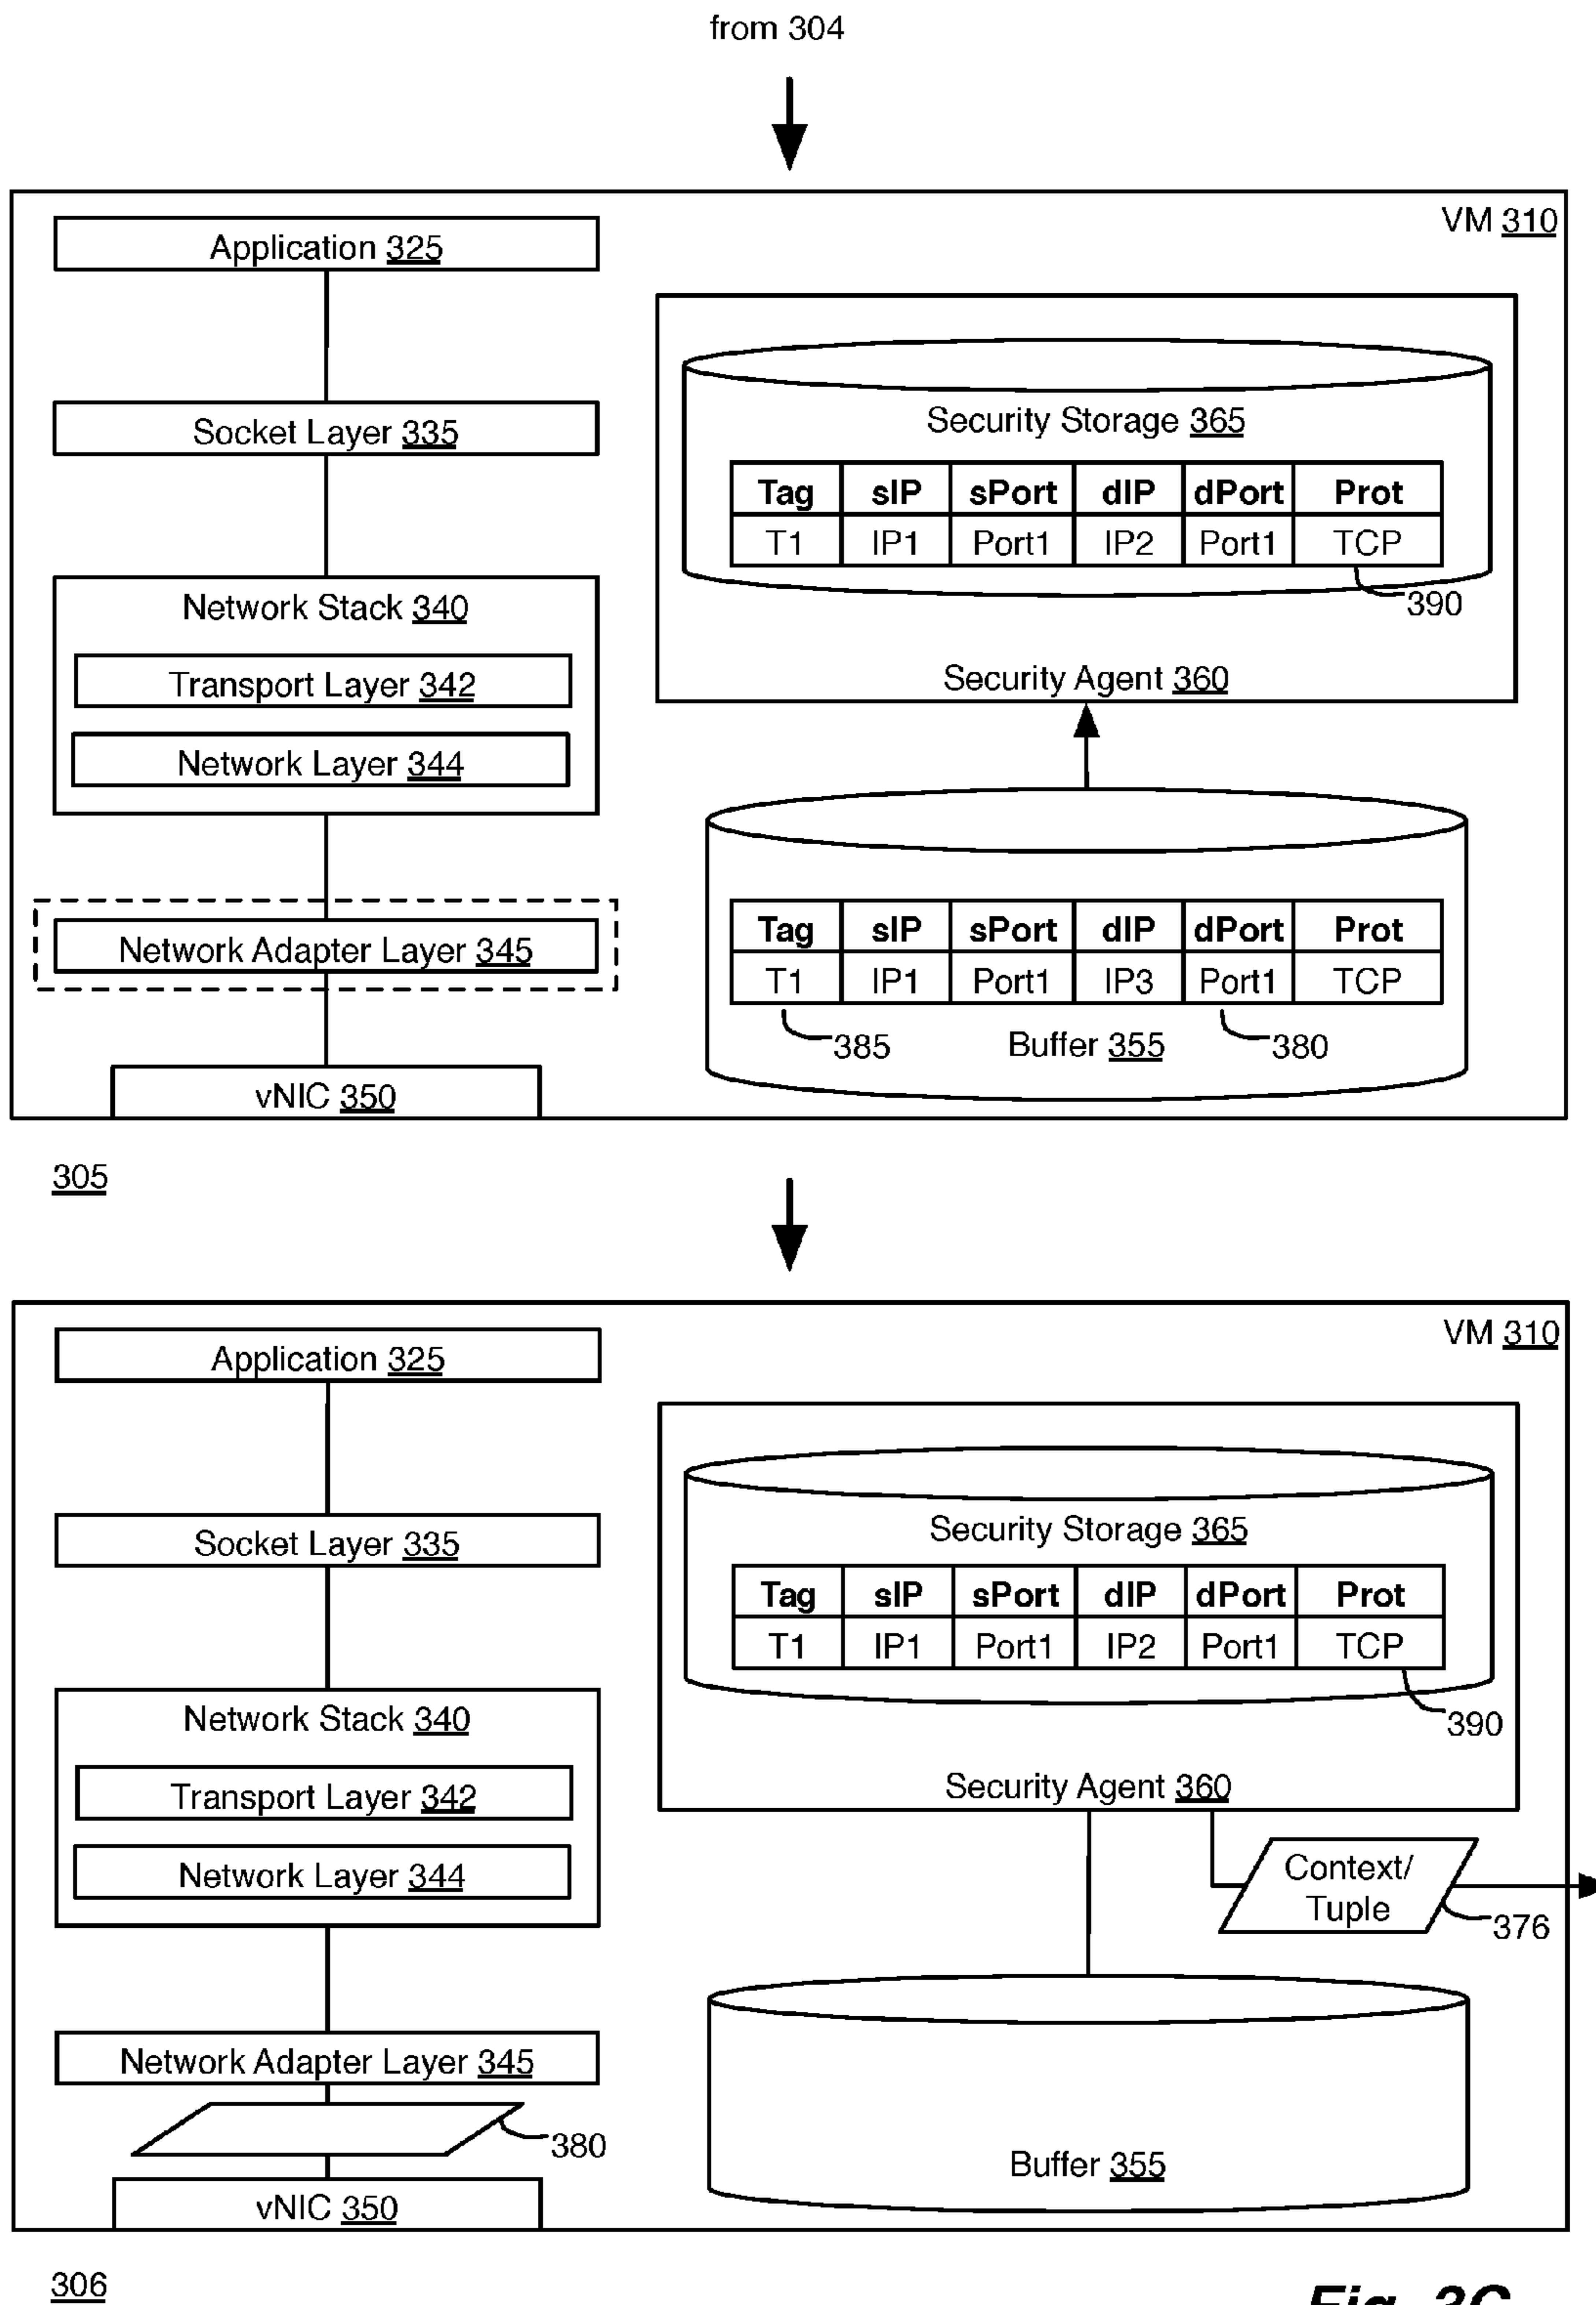 from 304
VM 310
Application 325
Socket Layer 335
Network Stack 340
Transport Layer 342
Network Layer 344
Network Adapter Layer 345
vNIC 350
Security Storage 365
Tag sIP sPort dIP dPort Prot
T1 IP1 Port1 IP2 Port1 TCP
390
Security Agent 360
Tag sIP sPort dIP dPort Prot
T1 IP1 Port1 IP3 Port1 TCP
385 Buffer 355 380
305
VM 310
Application 325
Socket Layer 335
Network Stack 340
Transport Layer 342
Network Layer 344
Network Adapter Layer 345
380
vNIC 350
Security Storage 365
Tag sIP sPort dIP dPort Prot
T1 IP1 Port1 IP2 Port1 TCP
390
Security Agent 360
Context/
Tuple
376
Buffer 355
306
Fig. 3C